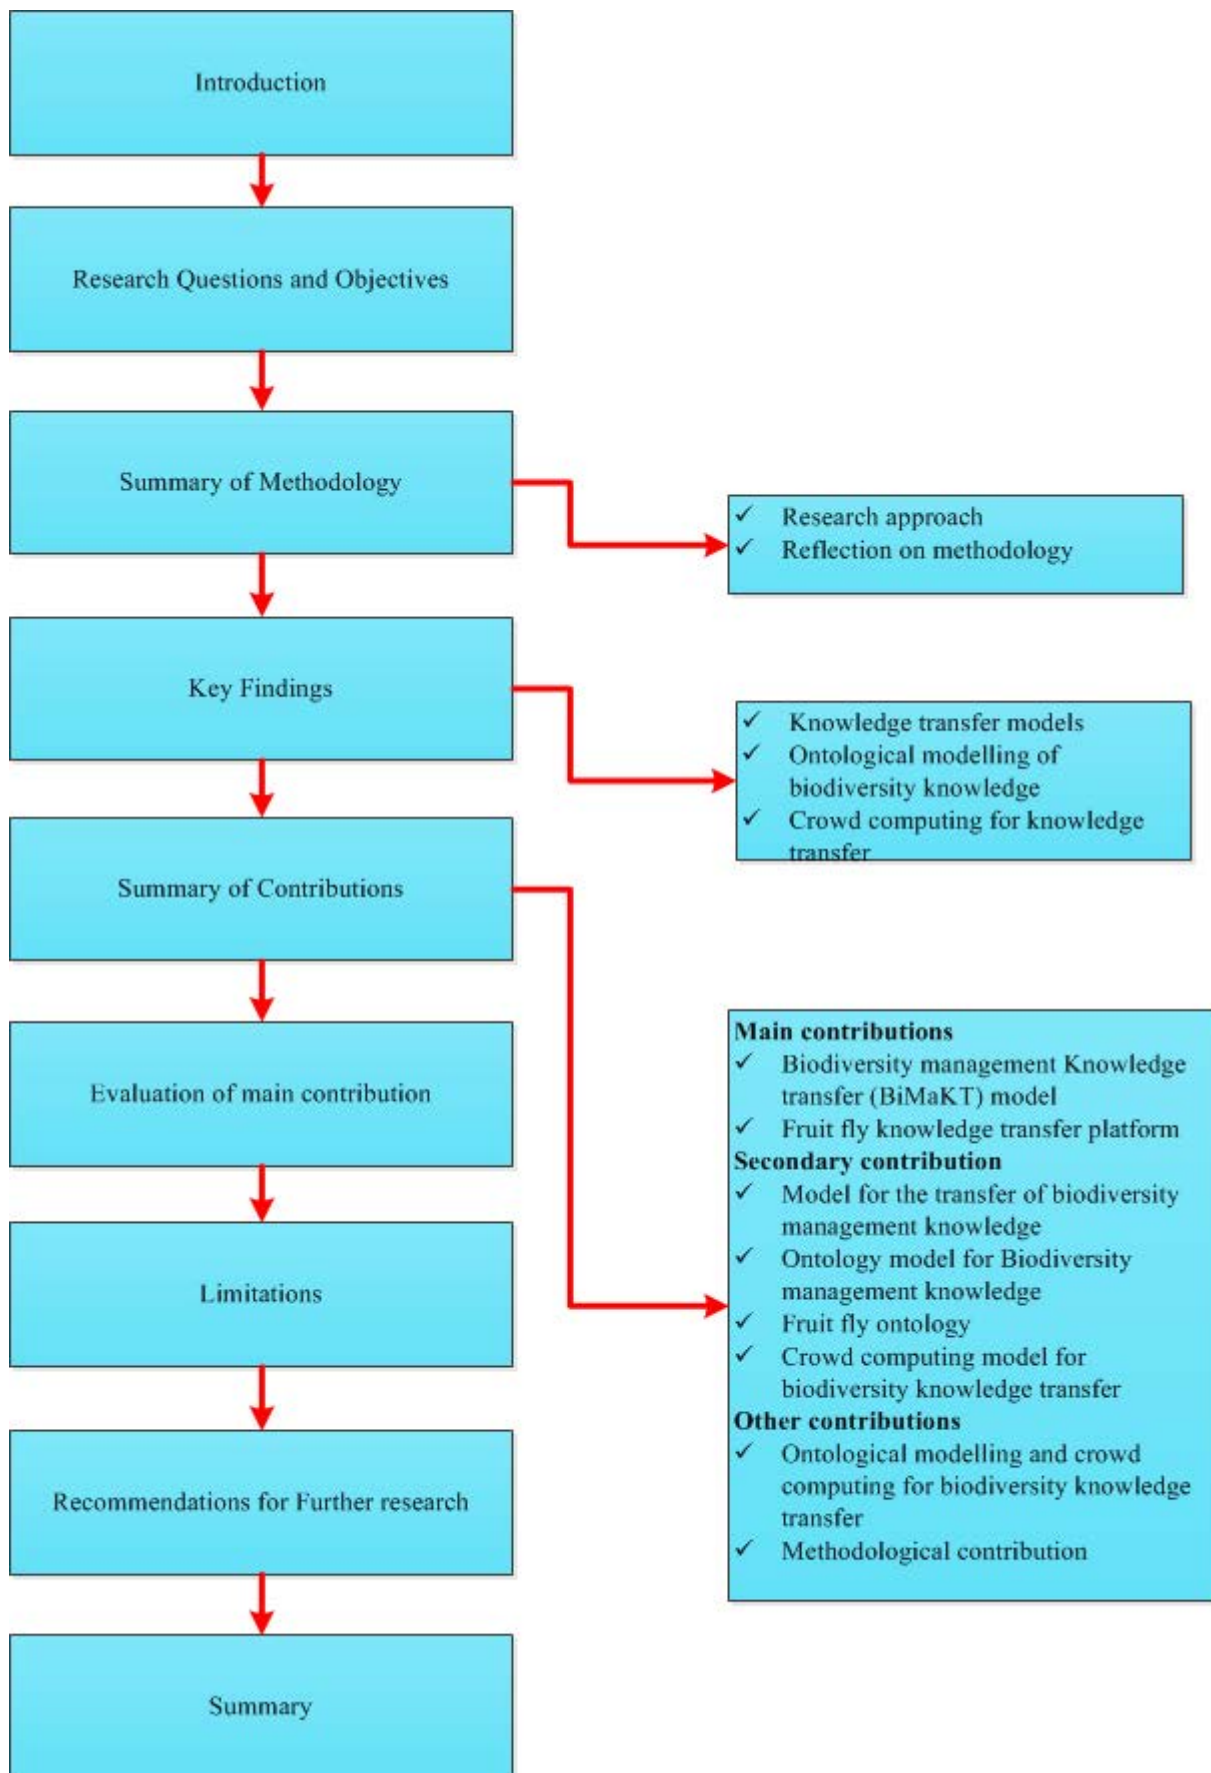 Introduction
Research Questions and Objectives
Summary of Methodology
✓ Research approach
✓ Reflection on methodology
Key Findings
✓ Knowledge transfer models
✓ Ontological modelling of
biodiversity knowledge
✓ Crowd computing for knowledge
transfer
Summary of Contributions
Main contributions
✓ Biodiversity management Knowledge
transfer (BiMaKT) model
✓ Fruit fly knowledge transfer platform
Secondary contribution
✓ Model for the transfer of biodiversity
management knowledge
✓ Ontology model for Biodiversity
management knowledge
✓ Fruit fly ontology
✓ Crowd computing model for
biodiversity knowledge transfer
Other contributions
✓ Ontological modelling and crowd
computing for biodiversity knowledge
transfer
✓ Methodological contribution
Evaluation of main contribution
Limitations
Recommendations for Further research
Summary